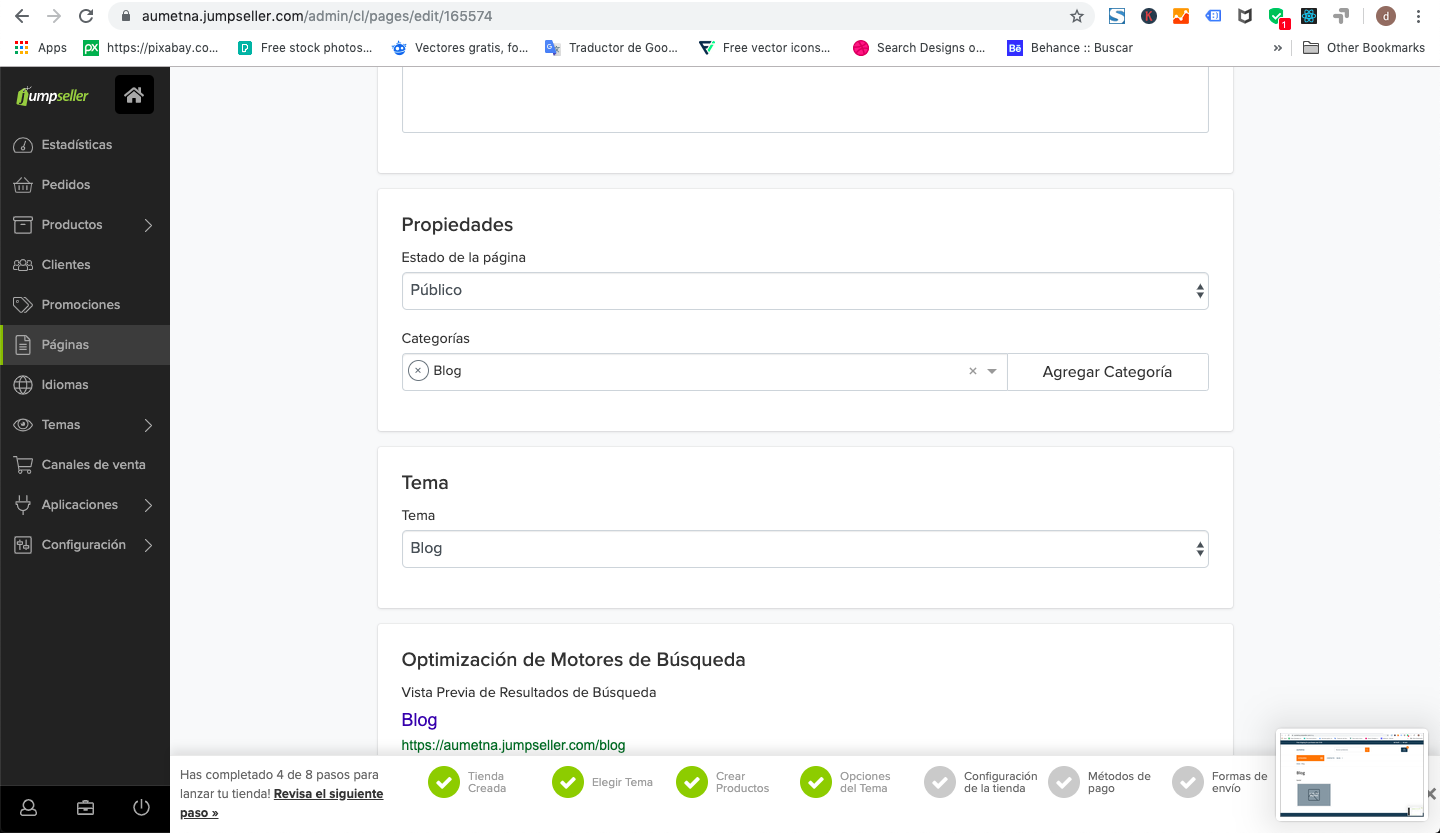 aumetna.jumpseller.com/admin/cl/pages/edit/165574
Apps
https://pixabay.co...
Free stock photos...
Vectores gratis, fo...
Traductor de Goo...
Free vector icons...
Search Designs o...
Behance :: Buscar
»
Other Bookmarks
jumpseller
Estadísticas
Pedidos
Productos
Clientes
Promociones
Páginas
Idiomas
Temas
Canales de venta
Aplicaciones
Configuración
Propiedades
Estado de la página
Público
Categorías
× Blog
×
Agregar Categoría
Tema
Tema
Blog
Optimización de Motores de Búsqueda
Vista Previa de Resultados de Búsqueda
Blog
https://aumetna.jumpseller.com/blog
Has completado 4 de 8 pasos para
lanzar tu tienda! Revisa el siguiente
paso »
Tienda
Creada
Elegir Tema
Crear
Productos
Opciones
del Tema
Configuración
de la tienda
Métodos de
pago
Formas de
envío
Blog